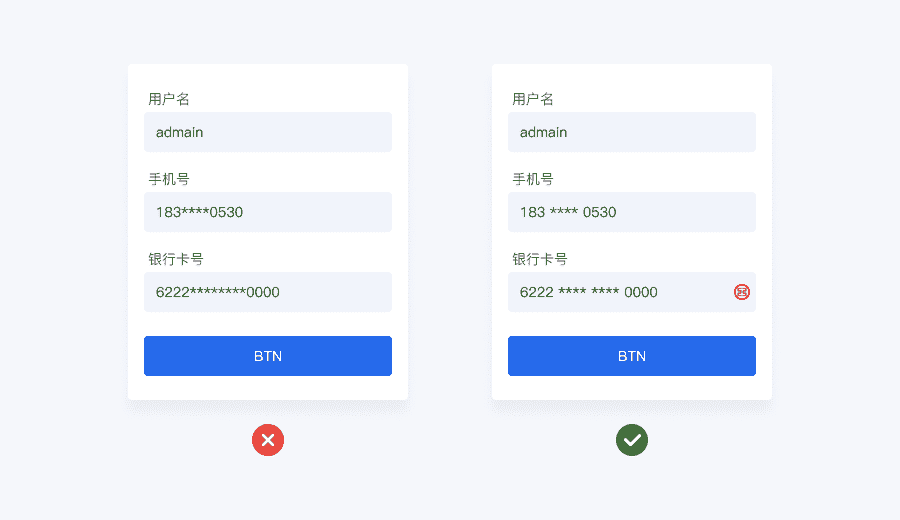 用户名
admain
手机号
183****0530
银行卡号
6222********0000
BTN
用户名
admain
手机号
183 **** 0530
银行卡号
6222 **** **** 0000
BTN